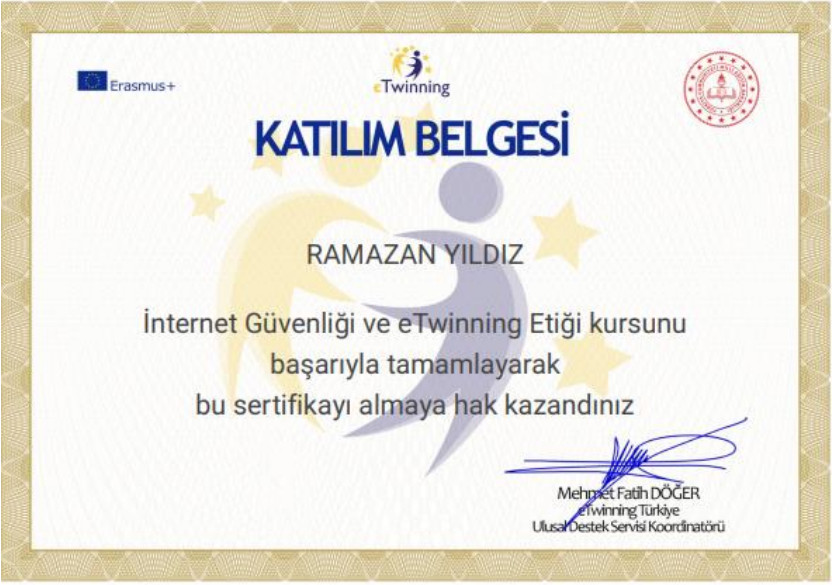 Erasmus+
eTwinning
KATILIM BELGESİ
RAMAZAN YILDIZ
İnternet Güvenliği ve eTwinning Etiği kursunu
başarıyla tamamlayarak
bu sertifikayı almaya hak kazandınız
Mehmet Fatih DÖĞER
eTwinning Türkiye
Ulusal Destek Servisi Koordinatörü